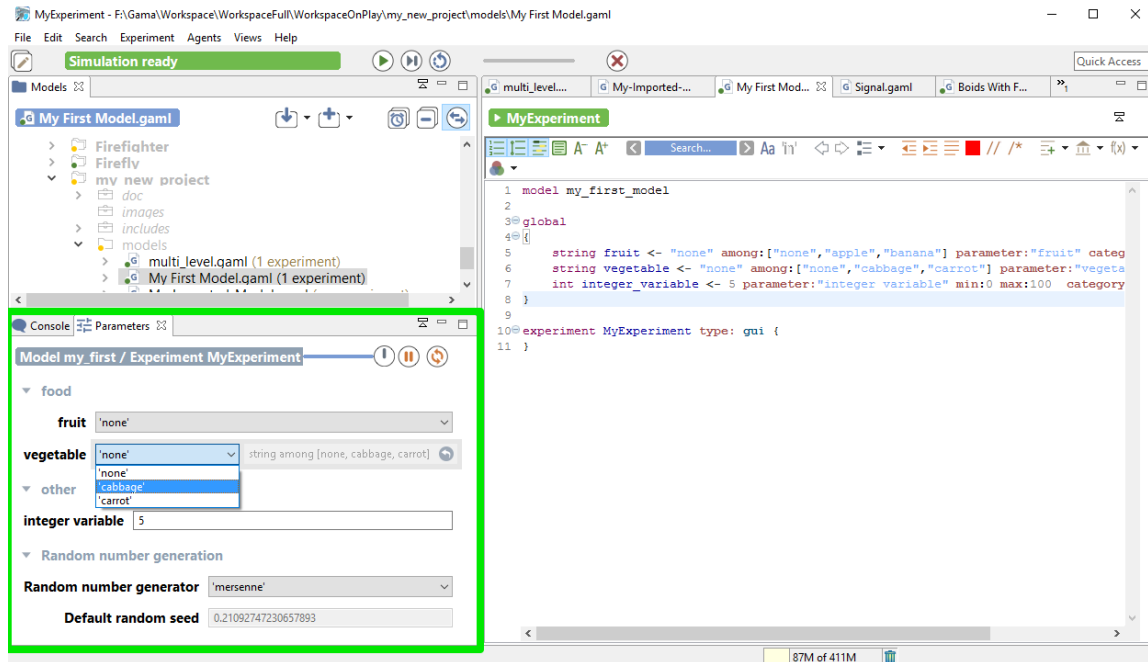 MyExperiment - F:\Gama\Workspace\WorkspaceFull\WorkspaceOnPlay\my_new_project\models\My First Model.gaml
File Edit Search Experiment Agents Views Help
Simulation ready
Quick Access
Models
My First Model.gaml
Firefighter
Firefly
my_new_project
doc
images
includes
models
multi_level.gaml (1 experiment)
My First Model.gaml (1 experiment)
Console Parameters
Model my_first / Experiment MyExperiment
food
fruit 'none'
vegetable 'none' string among [none, cabbage, carrot]
'none'
'cabbage'
'carrot'
other
integer variable 5
Random number generation
Random number generator 'mersenne'
Default random seed 0.21092747230657893
multi_level.... My-Imported-... My First Mod... Signal.gaml Boids With F... »1
MyExperiment
A- A+ Search... Aa 'in' // /* f(x)
1 model my_first_model
2
3 global
4 {
5 string fruit <- "none" among:["none","apple","banana"] parameter:"fruit" categ
6 string vegetable <- "none" among:["none","cabbage","carrot"] parameter:"vegeta
7 int integer_variable <- 5 parameter:"integer variable" min:0 max:100 category
8 }
9
10 experiment MyExperiment type: gui {
11 }
87M of 411M